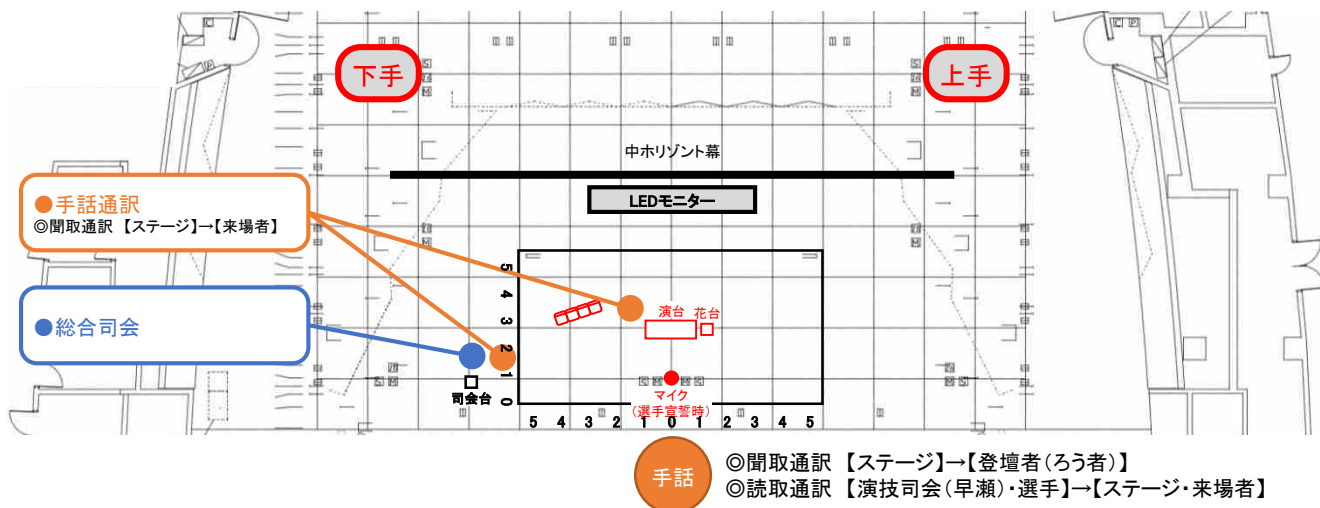 下手
上手
中ホリゾント幕
LEDモニター
●手話通訳
◎聞取通訳 【ステージ】→【来場者】
●総合司会
5
4
3
2
1
0
演台 花台
司会台
マイク
(選手宣誓時)
5 4 3 2 1 0 1 2 3 4 5
手話
◎聞取通訳 【ステージ】→【登壇者(ろう者)】
◎読取通訳 【演技司会(早瀬)・選手】→【ステージ・来場者】